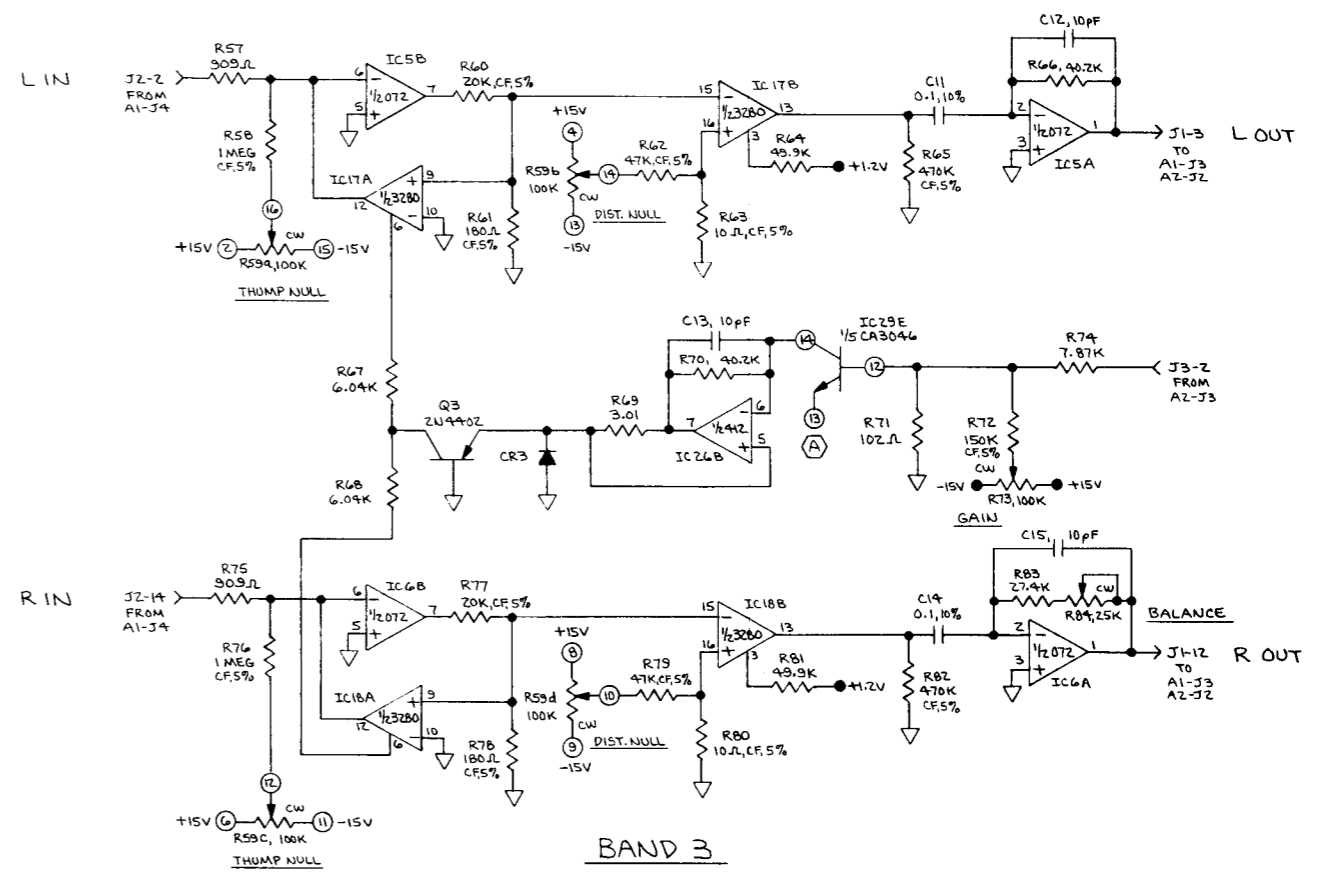 L IN
J2-2
FROM
A1-J4
R57
909Ω
R58
1MEG
CF,5%
16
+15V
2
CW
15
-15V
R59a,100K
THUMP NULL
6
5
IC5B
1/2 072
7
R60
20K,CF,5%
IC17A
1/2 3280
12
9
10
6
R61
180Ω
CF,5%
+15V
4
R59b
100K
CW
14
13
-15V
DIST. NULL
R62
47K,CF,5%
R63
10Ω,CF,5%
IC17B
15
16
1/2 3280
13
3
R64
49.9K
+1.2V
R65
470K
CF,5%
C11
0.1,10%
C12,10pF
R66,40.2K
2
3
1/2 072
1
IC5A
J1-3
TO
A1-J3
A2-J2
L OUT
R67
6.04K
R68
6.04K
Q3
2N4402
CR3
R69
3.01
C13, 10pF
R70, 40.2K
7
1/2 412
6
5
IC26B
14
IC29E
1/5 CA3046
12
13
A
R71
102Ω
R72
150K
CF,5%
CW
-15V
+15V
R73,100K
GAIN
R74
7.87K
J3-2
FROM
A2-J3
R IN
J2-14
FROM
A1-J4
R75
909Ω
R76
1MEG
CF,5%
12
+15V
6
CW
11
-15V
R59C, 100K
THUMP NULL
6
5
IC6B
1/2 072
7
R77
20K,CF,5%
IC18A
1/2 3280
12
9
10
6
R78
180Ω
CF,5%
+15V
8
R59d
100K
CW
10
9
-15V
DIST. NULL
R79
47K,CF,5%
R80
10Ω,CF,5%
IC18B
15
16
1/2 3280
13
3
R81
49.9K
+1.2V
R82
470K
CF,5%
C14
0.1,10%
C15, 10pF
R83
27.4K
CW
R84,25K
BALANCE
2
3
1/2 072
1
IC6A
J1-12
TO
A1-J3
A2-J2
R OUT
BAND 3